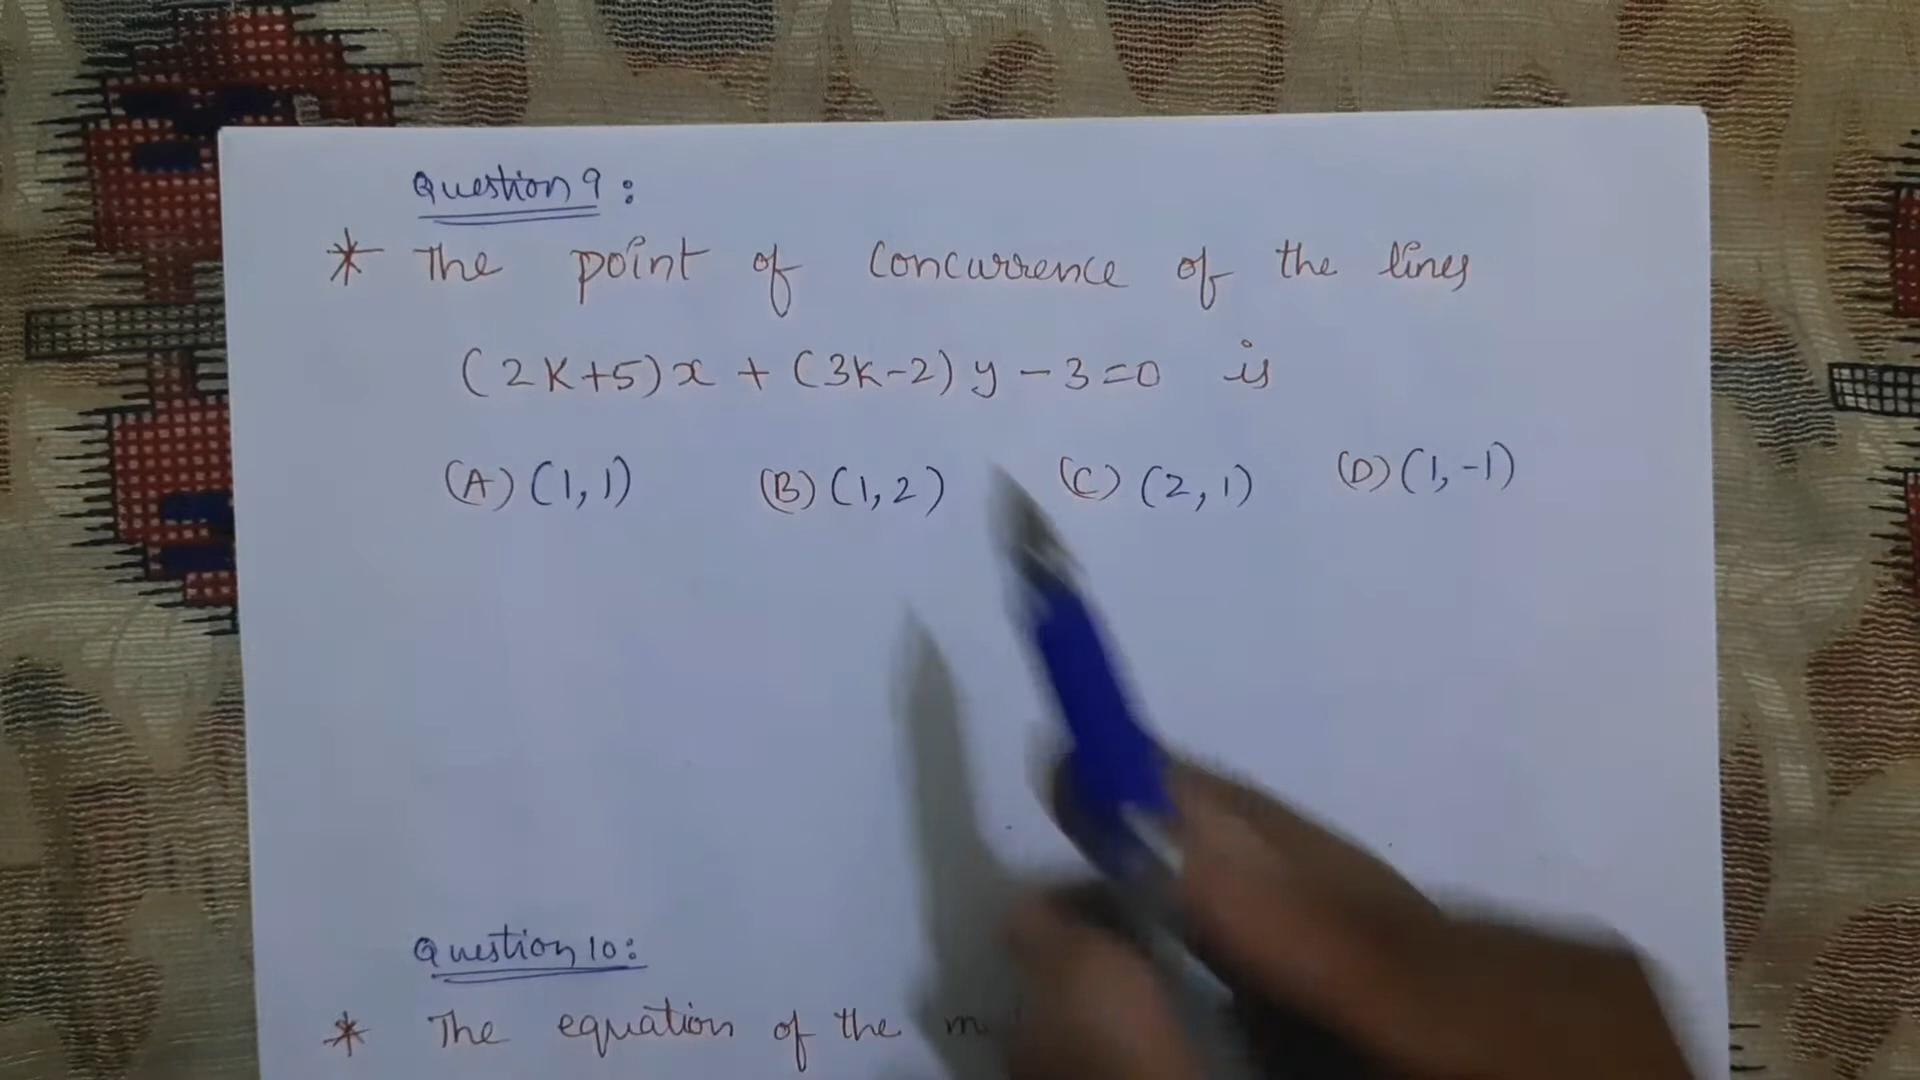 Question 9:
* The point of Concurrence of the lines
(2K+5)x + (3K-2)y - 3 = 0 is
(A) (1, 1) (B) (1, 2) (C) (2, 1) (D) (1, -1)
Question 10:
* The equation of the